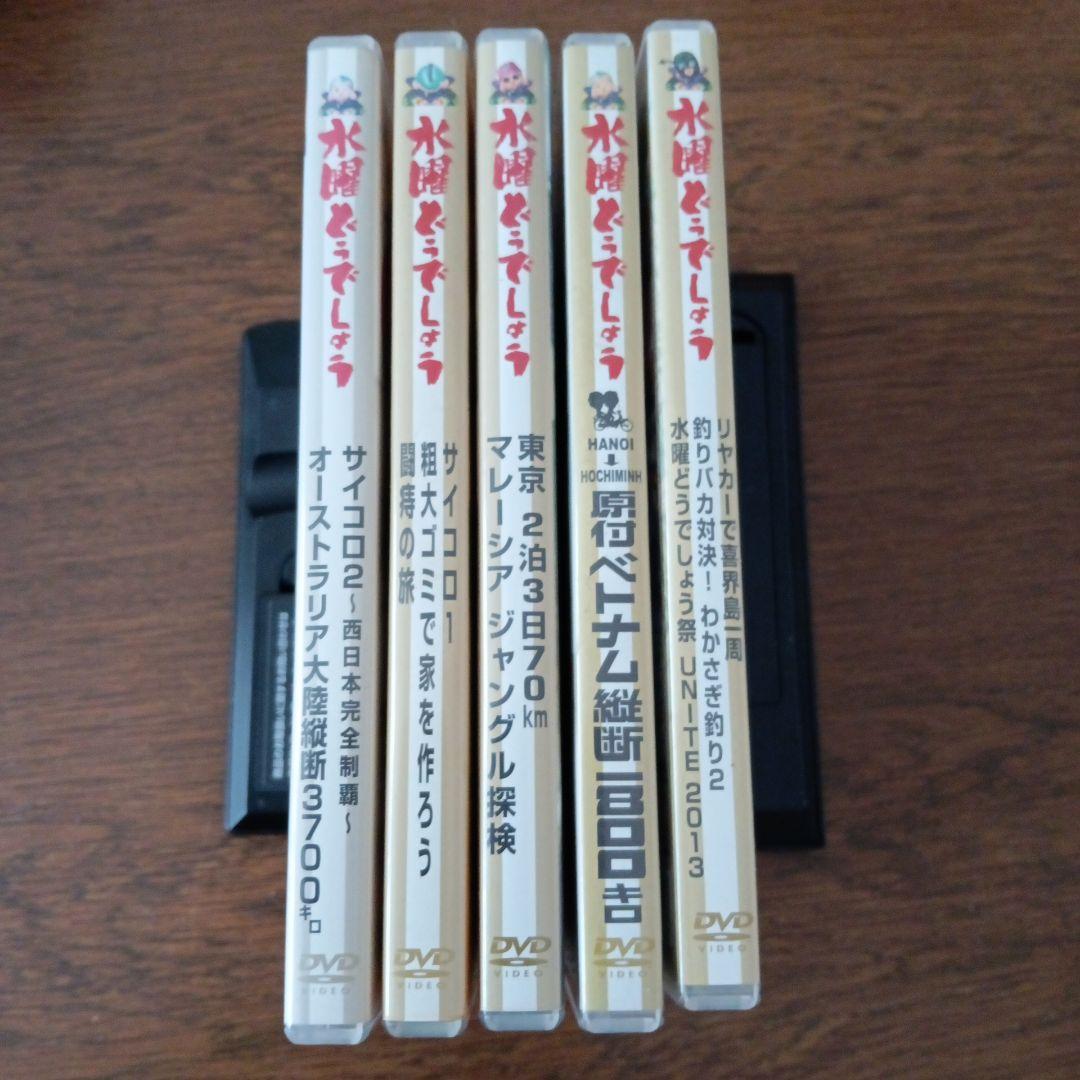 水曜どうでしょう
サイコロ2～西日本完全制覇～
オーストラリア大陸縦断3700キロ
DVD
VIDEO
水曜どうでしょう
サイコロ1
粗大ゴミで家を作ろう
闘痔の旅
DVD
VIDEO
水曜どうでしょう
東京 2泊3日70km
マレーシア ジャングル探検
DVD
VIDEO
水曜どうでしょう
HANOI
HOCHIMINH
原付ベトナム縦断一800キロ
DVD
VIDEO
水曜どうでしょう
リヤカーで喜界島一周
釣りバカ対決!わかさぎ釣り2
水曜どうでしょう祭 UNITE 2013
DVD
VIDEO